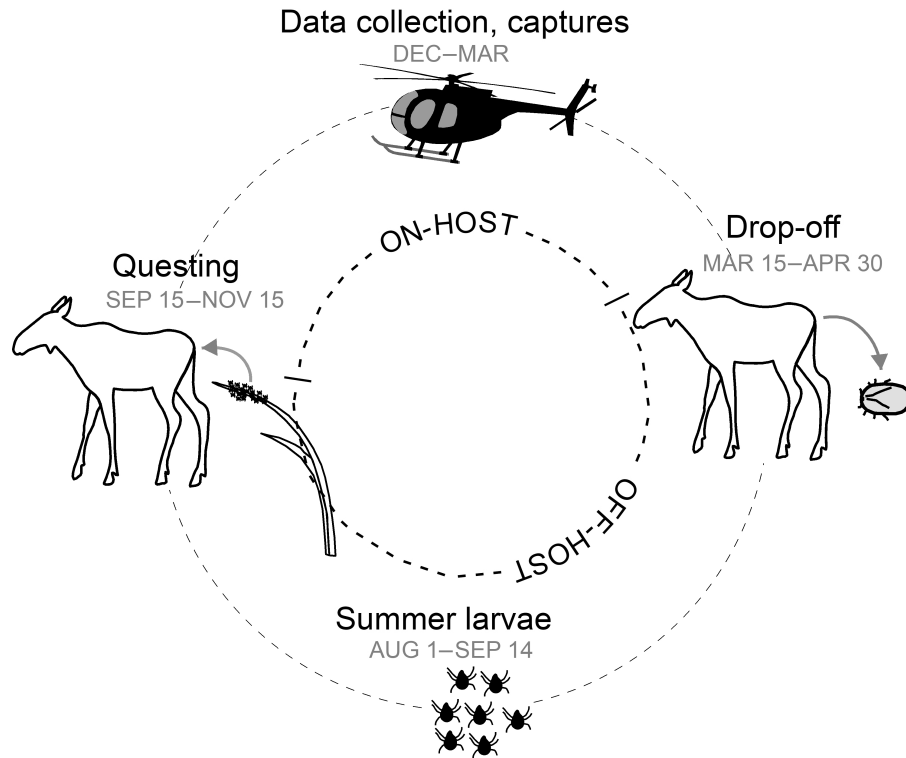 Data collection, captures
DEC–MAR
ON-HOST
Drop-off
MAR 15–APR 30
Questing
SEP 15–NOV 15
OFF-HOST
Summer larvae
AUG 1–SEP 14